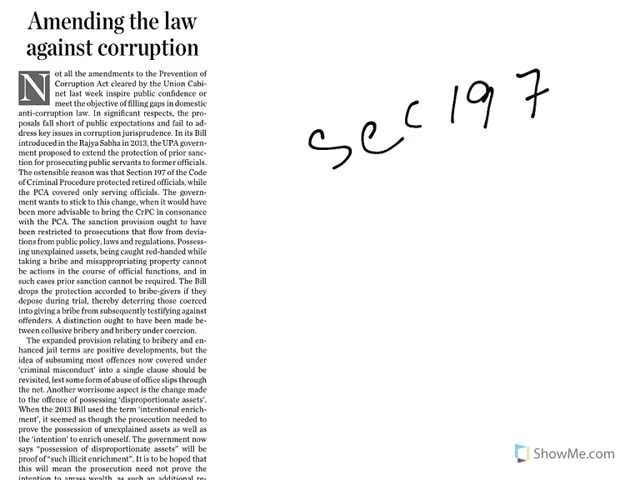 Amending the law
against corruption
Not all the amendments to the Prevention of
Corruption Act cleared by the Union Cabi-
net last week inspire public confidence or
meet the objective of filling gaps in domestic
anti-corruption law. In significant respects, the pro-
posals fall short of public expectations and fail to ad-
dress key issues in corruption jurisprudence. In its Bill
introduced in the Rajya Sabha in 2013, the UPA govern-
ment proposed to extend the protection of prior sanc-
tion for prosecuting public servants to former officials.
The ostensible reason was that Section 197 of the Code
of Criminal Procedure protected retired officials, while
the PCA covered only serving officials. The govern-
ment wants to stick to this change, when it would have
been more advisable to bring the CrPC in consonance
with the PCA. The sanction provision ought to have
been restricted to prosecutions that flow from devia-
tions from public policy, laws and regulations. Possess-
ing unexplained assets, being caught red-handed while
taking a bribe and misappropriating property cannot
be actions in the course of official functions, and in
such cases prior sanction cannot be required. The Bill
drops the protection accorded to bribe-givers if they
depose during trial, thereby deterring those coerced
into giving a bribe from subsequently testifying against
offenders. A distinction ought to have been made be-
tween collusive bribery and bribery under coercion.
The expanded provision relating to bribery and en-
hanced jail terms are positive developments, but the
idea of subsuming most offences now covered under
‘criminal misconduct’ into a single clause should be
revisited, lest some form of abuse of office slips through
the net. Another worrisome aspect is the change made
to the offence of possessing ‘disproportionate assets’.
When the 2013 Bill used the term ‘intentional enrich-
ment’, it seemed as though the prosecution needed to
prove the possession of unexplained assets as well as
the ‘intention’ to enrich oneself. The government now
says “possession of disproportionate assets” will be
proof of “such illicit enrichment”. It is to be hoped that
this will mean the prosecution need not prove the
intention to amass wealth, as such an additional re-
Sec 197
ShowMe.com